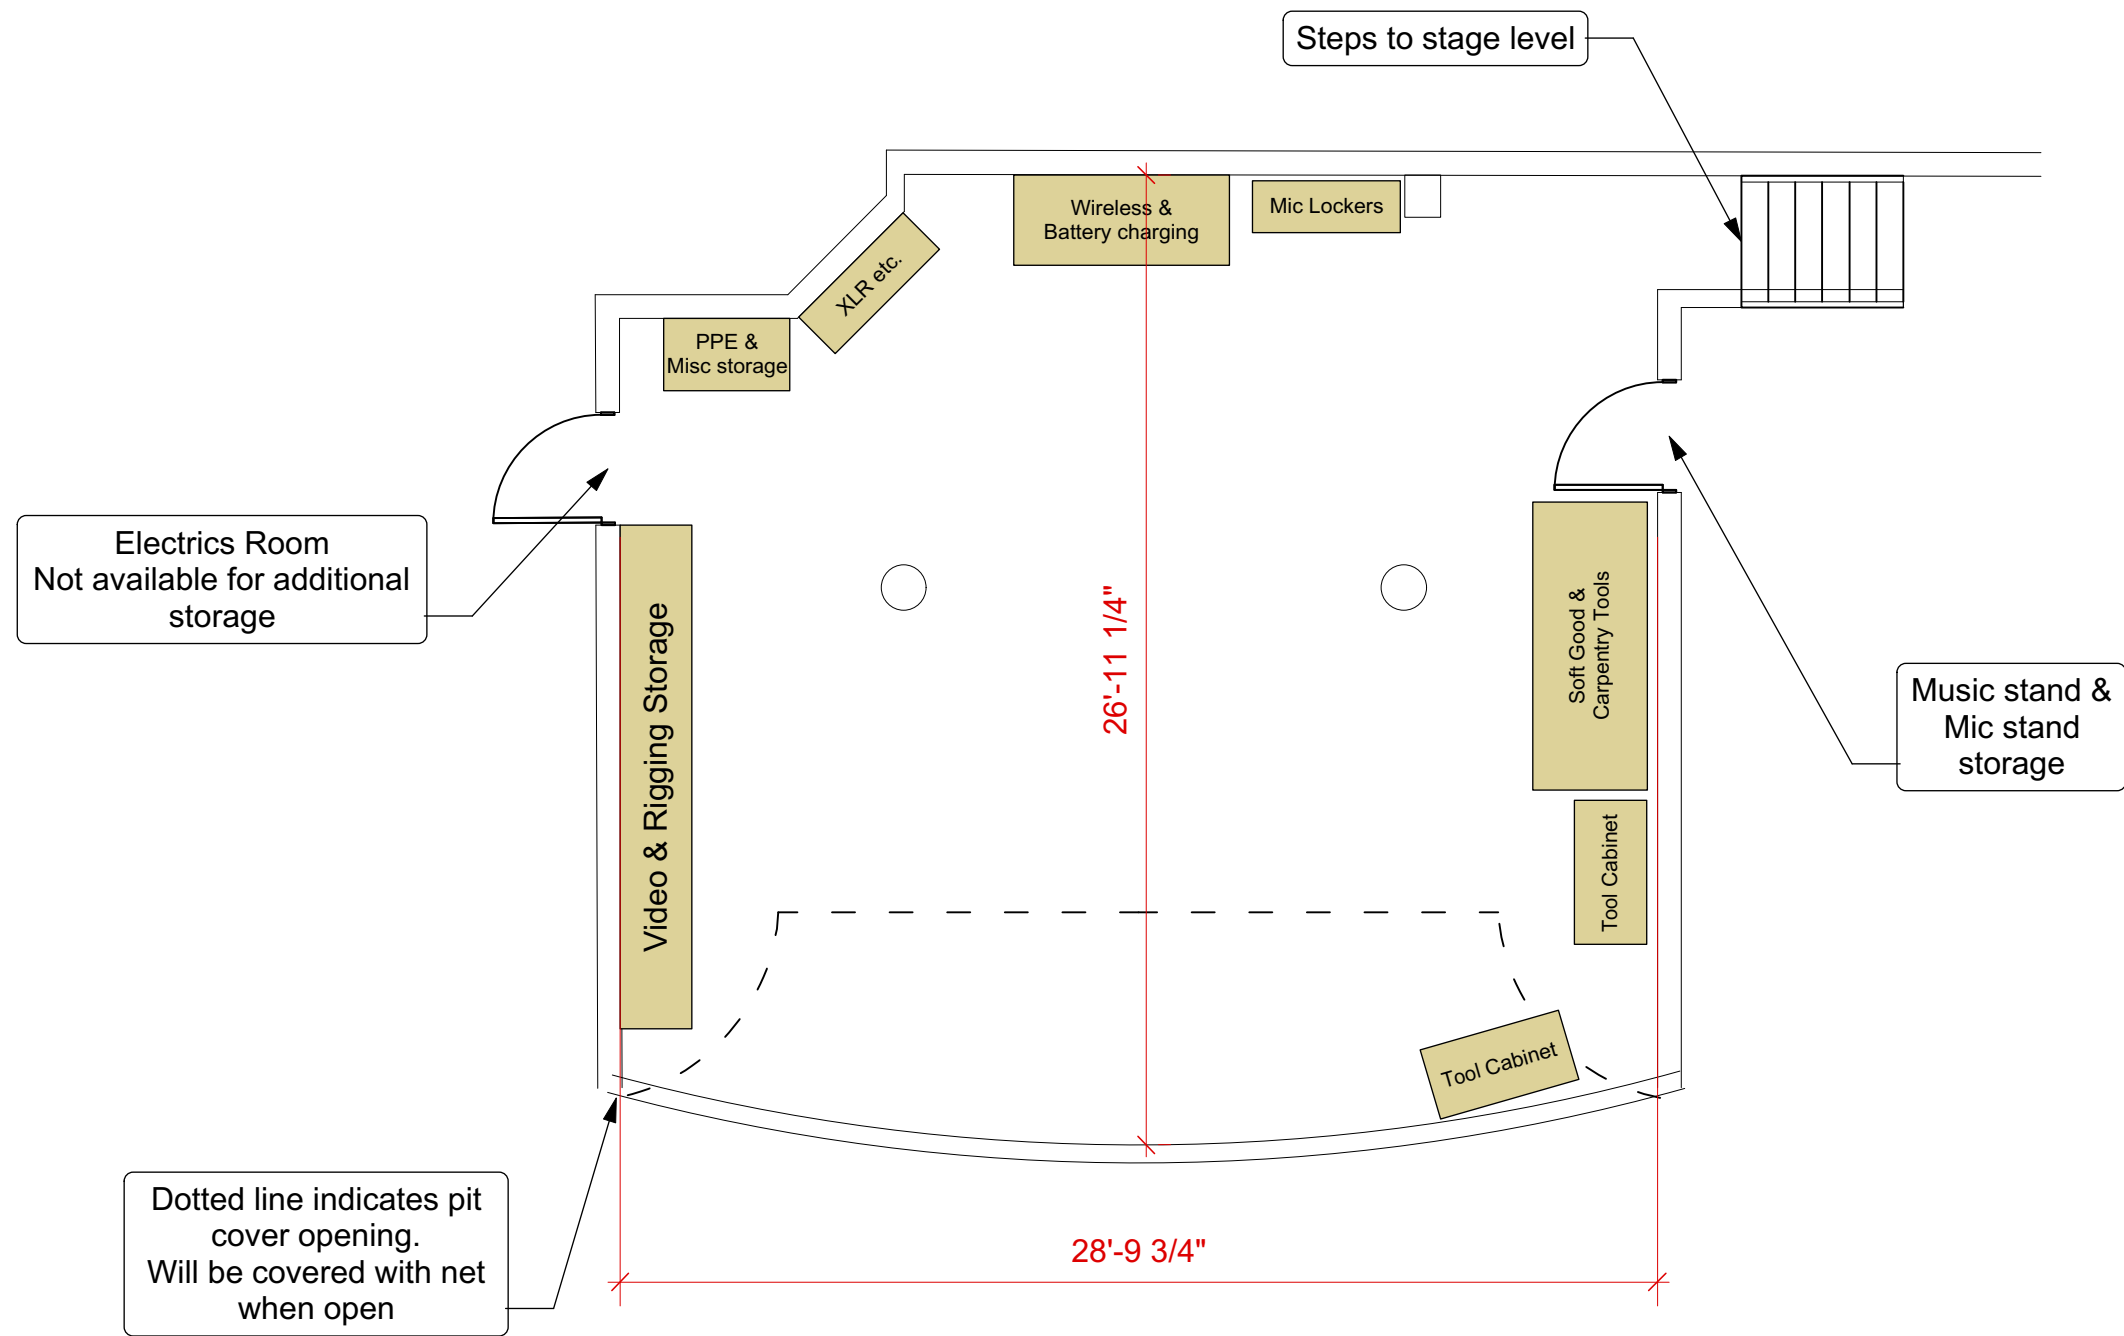 Steps to stage level
Wireless &
Battery charging
Mic Lockers
XLR etc.
PPE &
Misc storage
Electrics Room
Not available for additional
storage
Video & Rigging Storage
26'-11 1/4"
Soft Good &
Carpentry Tools
Music stand &
Mic stand
storage
Tool Cabinet
Tool Cabinet
Dotted line indicates pit
cover opening.
Will be covered with net
when open
28'-9 3/4"